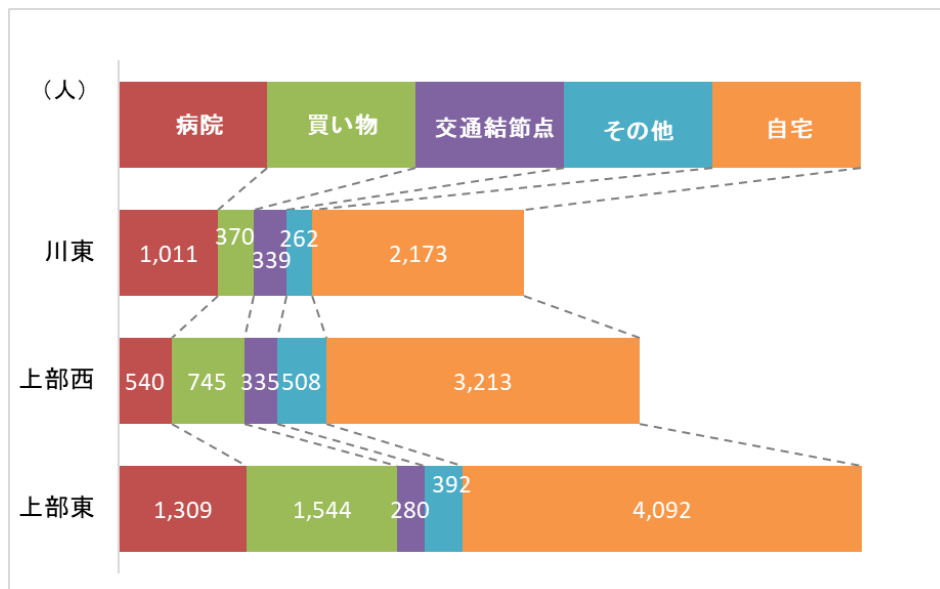 （人）
病院 買い物 交通結節点 その他 自宅
川東 1,011 370 339 262 2,173
上部西 540 745 335 508 3,213
上部東 1,309 1,544 280 392 4,092